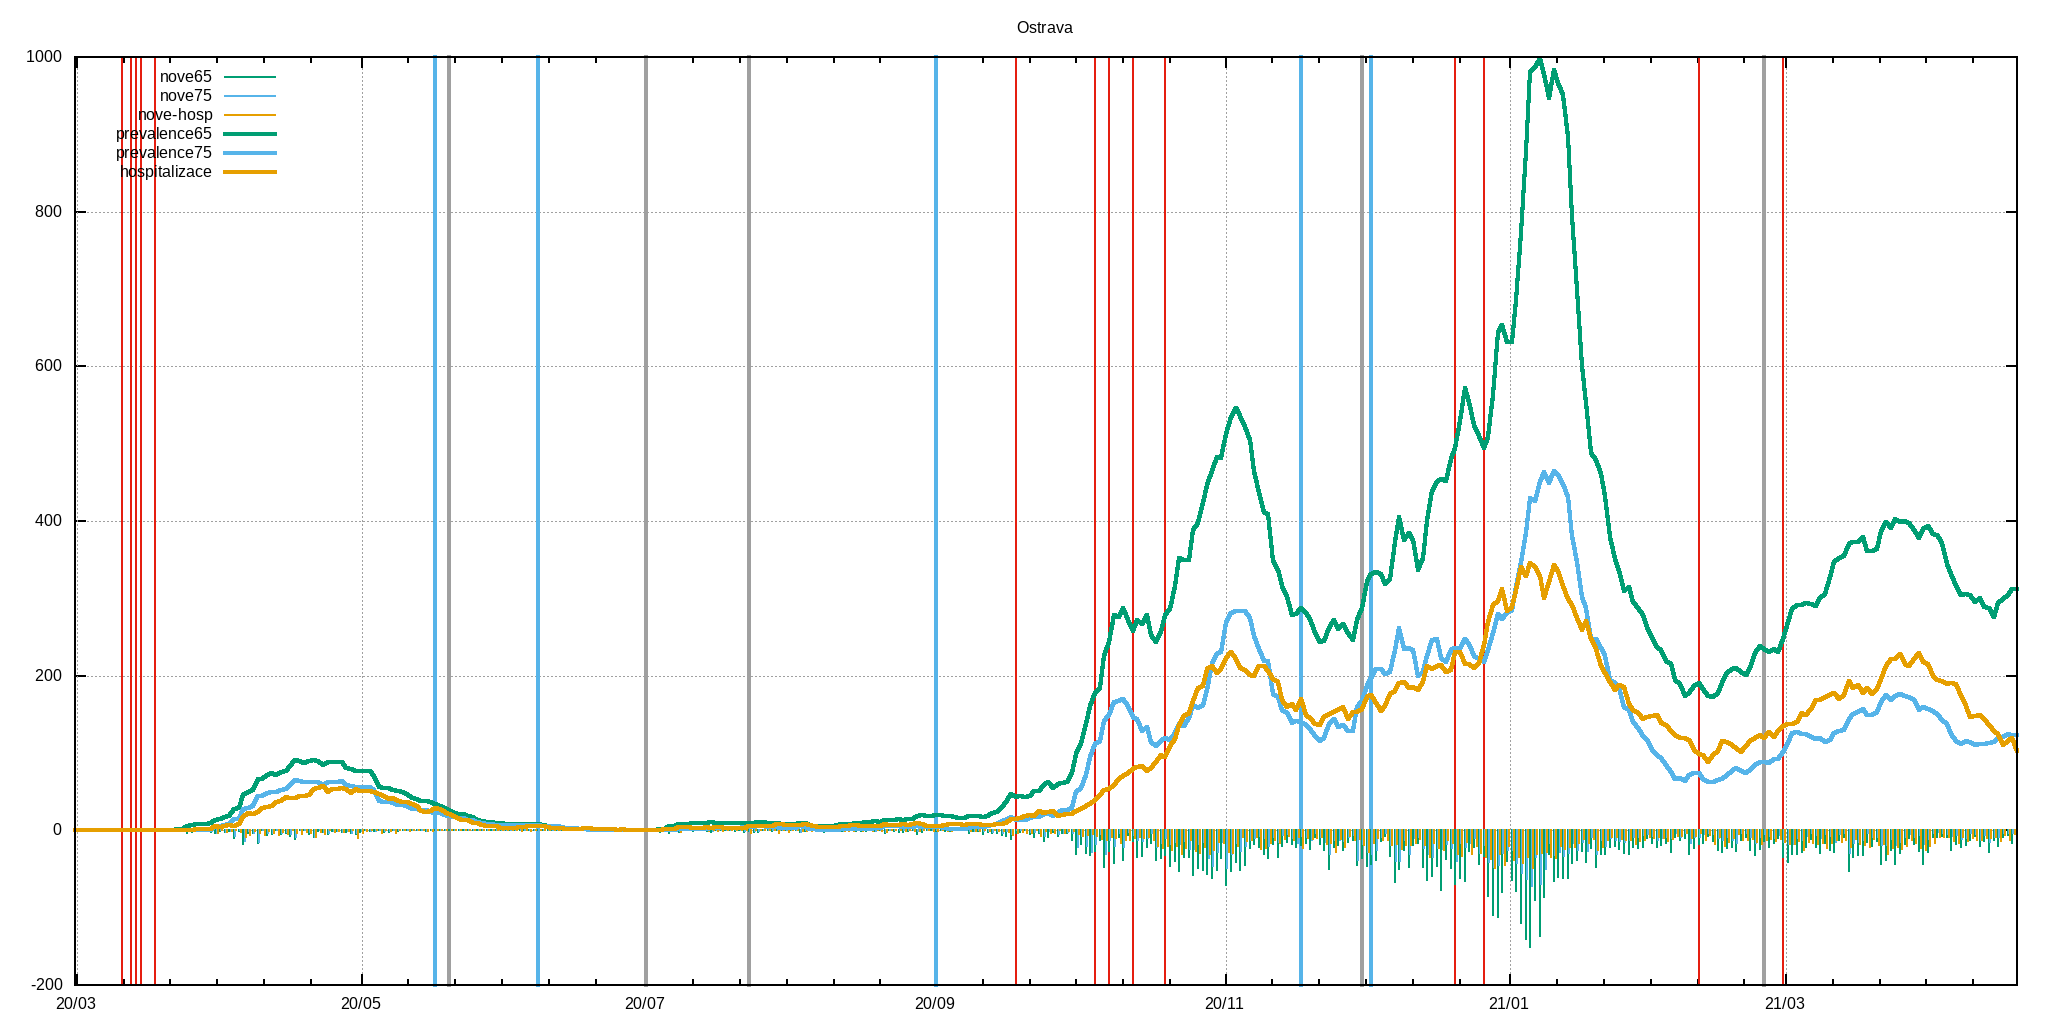 Ostrava
1000
nove65
nove75
nove-hosp
prevalence65
prevalence75
hospitalizace
800
600
400
200
0
-200
20/03 20/05 20/07 20/09 20/11 21/01 21/03